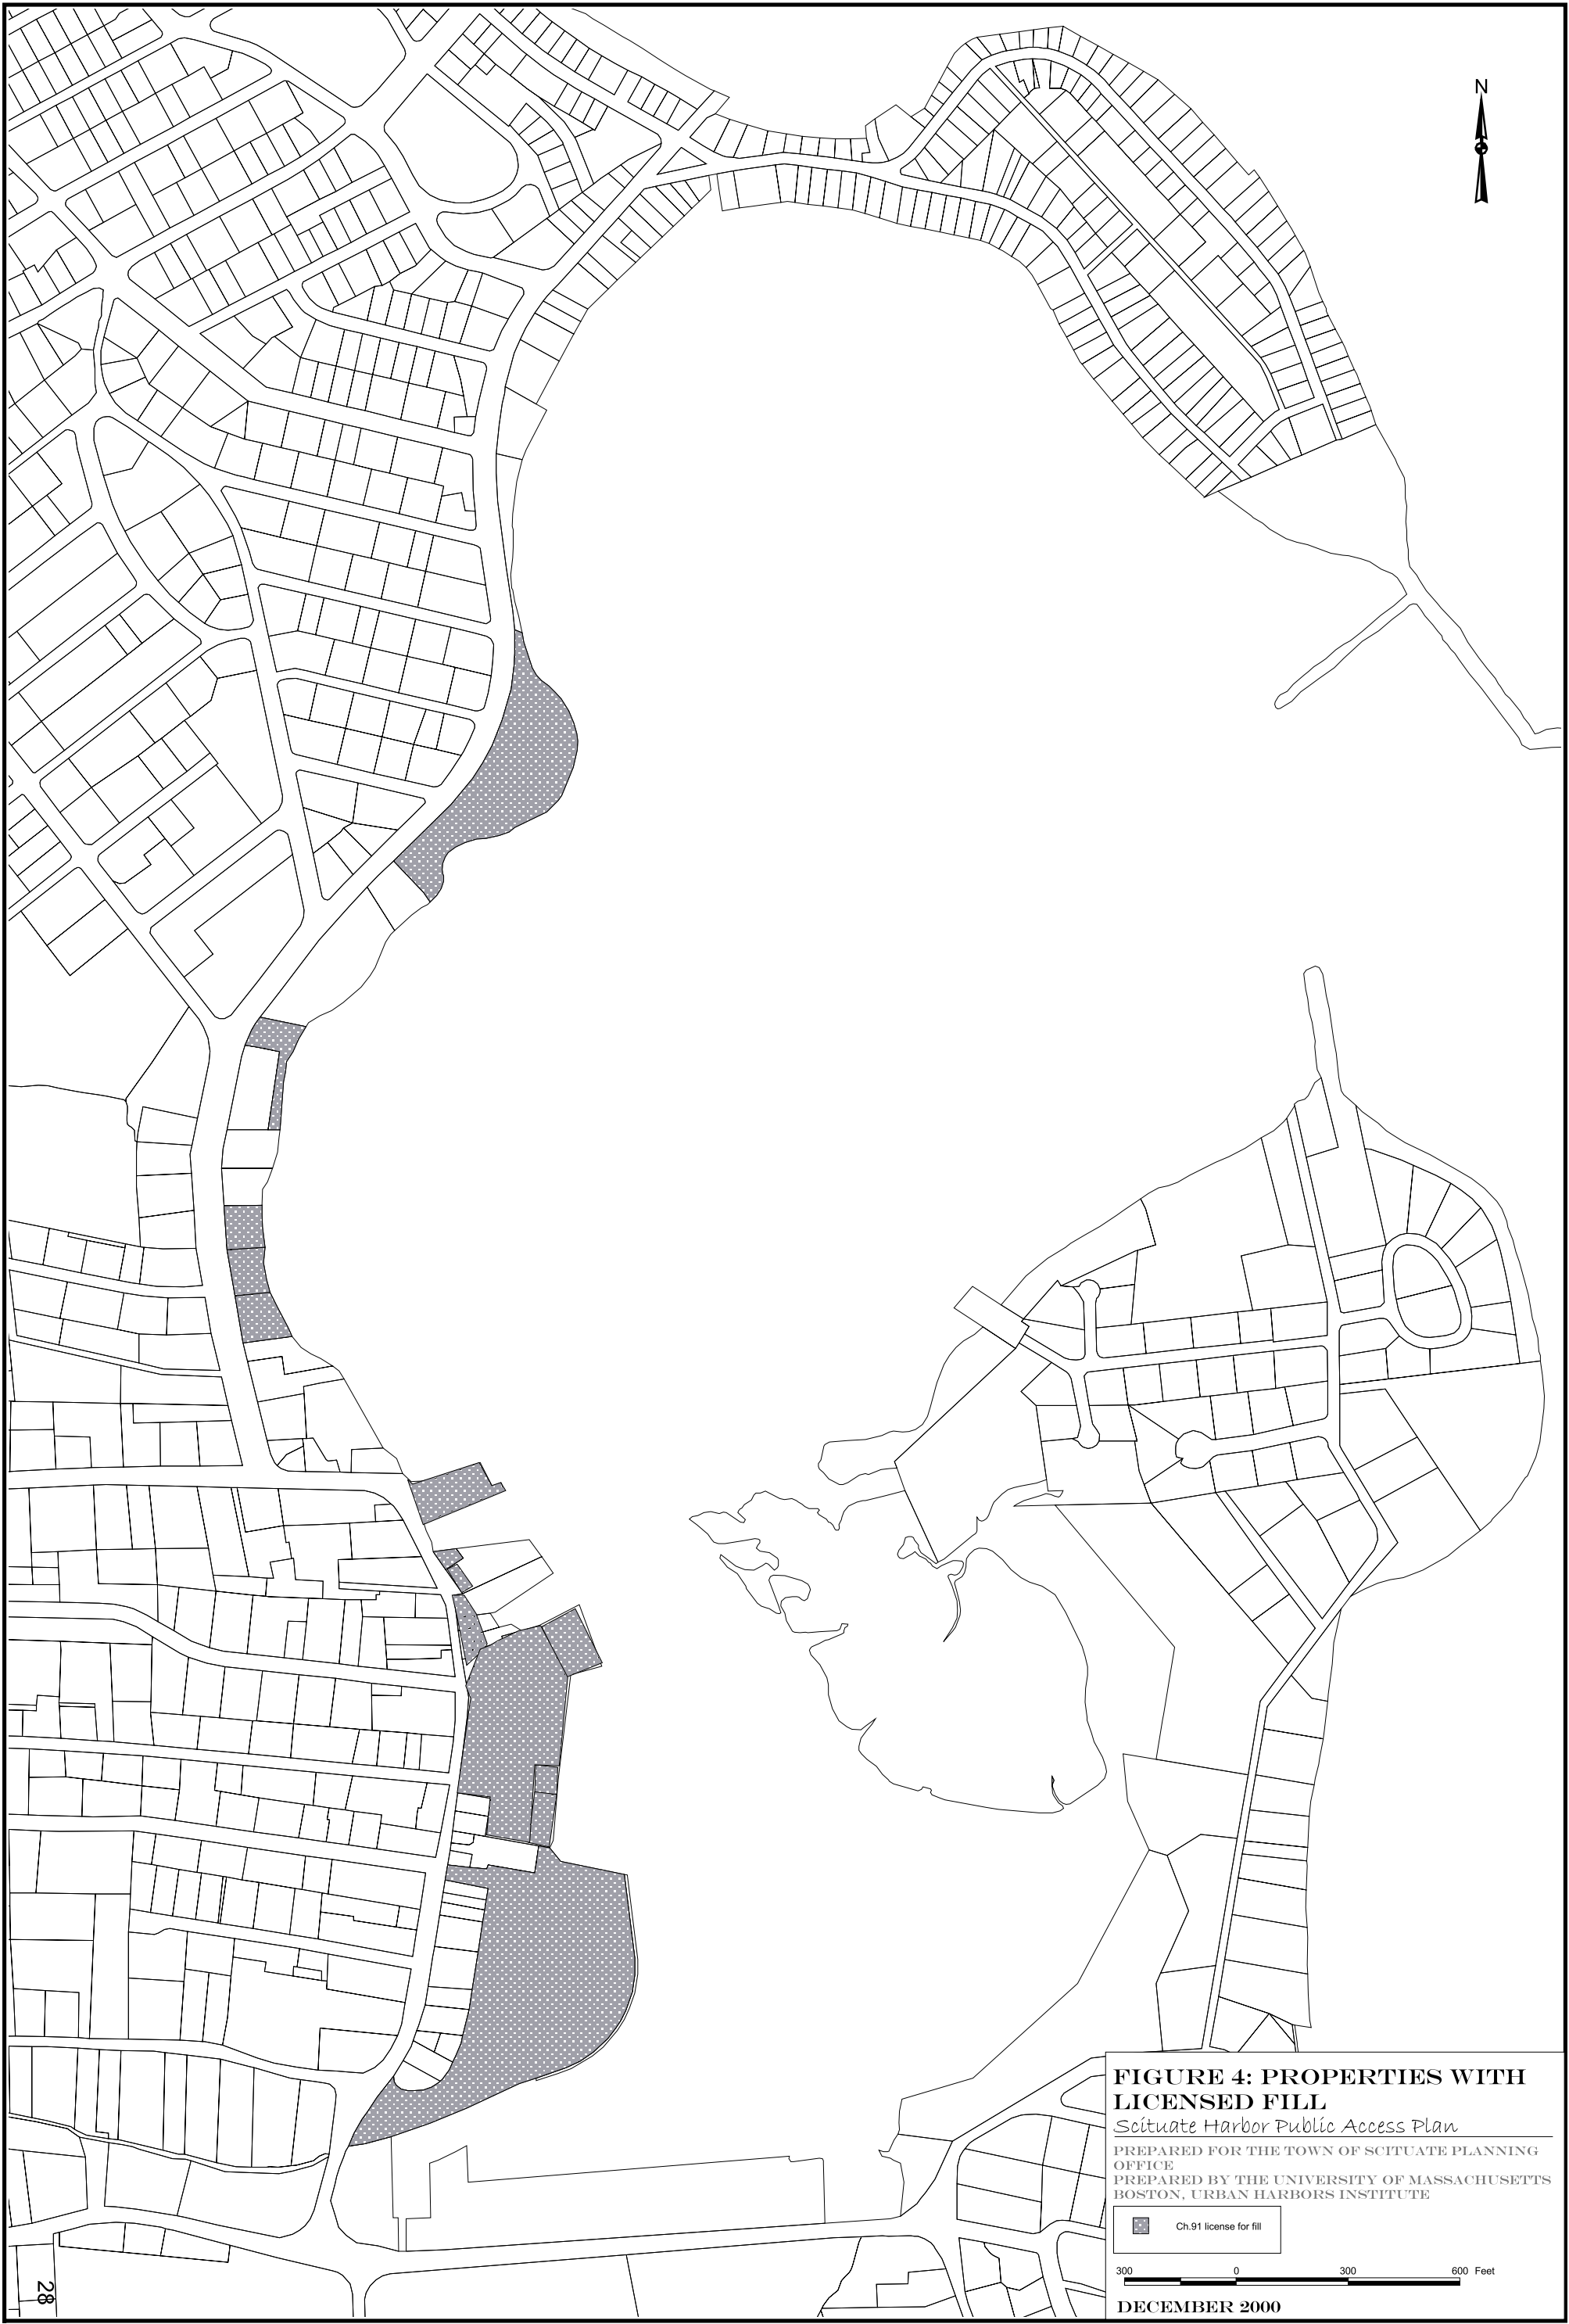 N
FIGURE 4: PROPERTIES WITH
LICENSED FILL
Scituate Harbor Public Access Plan
PREPARED FOR THE TOWN OF SCITUATE PLANNING
OFFICE
PREPARED BY THE UNIVERSITY OF MASSACHUSETTS
BOSTON, URBAN HARBORS INSTITUTE
Ch.91 license for fill
300 0 300 600 Feet
DECEMBER 2000
28